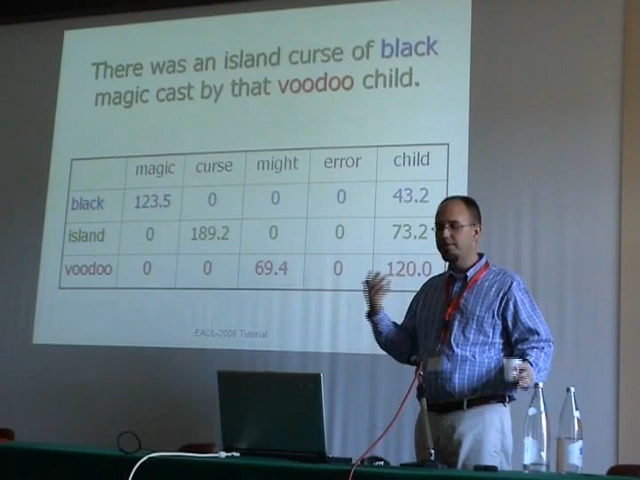 There was an island curse of black
magic cast by that voodoo child.
magic curse might error child
black 123.5 0 0 0 43.2
island 0 189.2 0 0 73.2
voodoo 0 0 69.4 0 120.0
EACL-2006 Tutorial